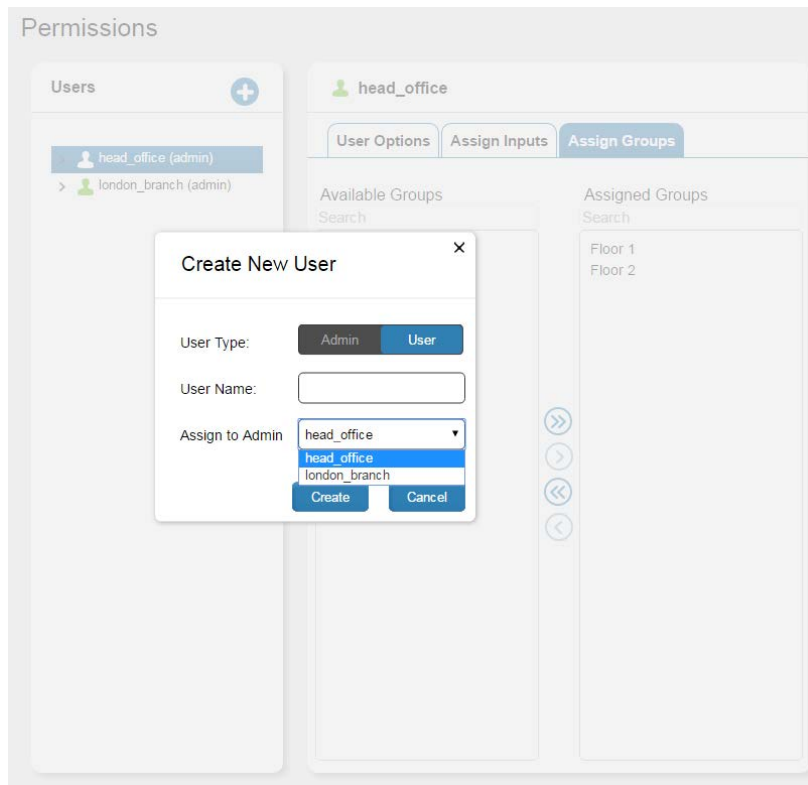 Permissions
Users
head_office (admin)
london_branch (admin)
head_office
User Options
Assign Inputs
Assign Groups
Available Groups
Search
Assigned Groups
Search
Floor 1
Floor 2
Create New User
User Type:
Admin
User
User Name:
Assign to Admin
head_office
head_office
london_branch
Create
Cancel